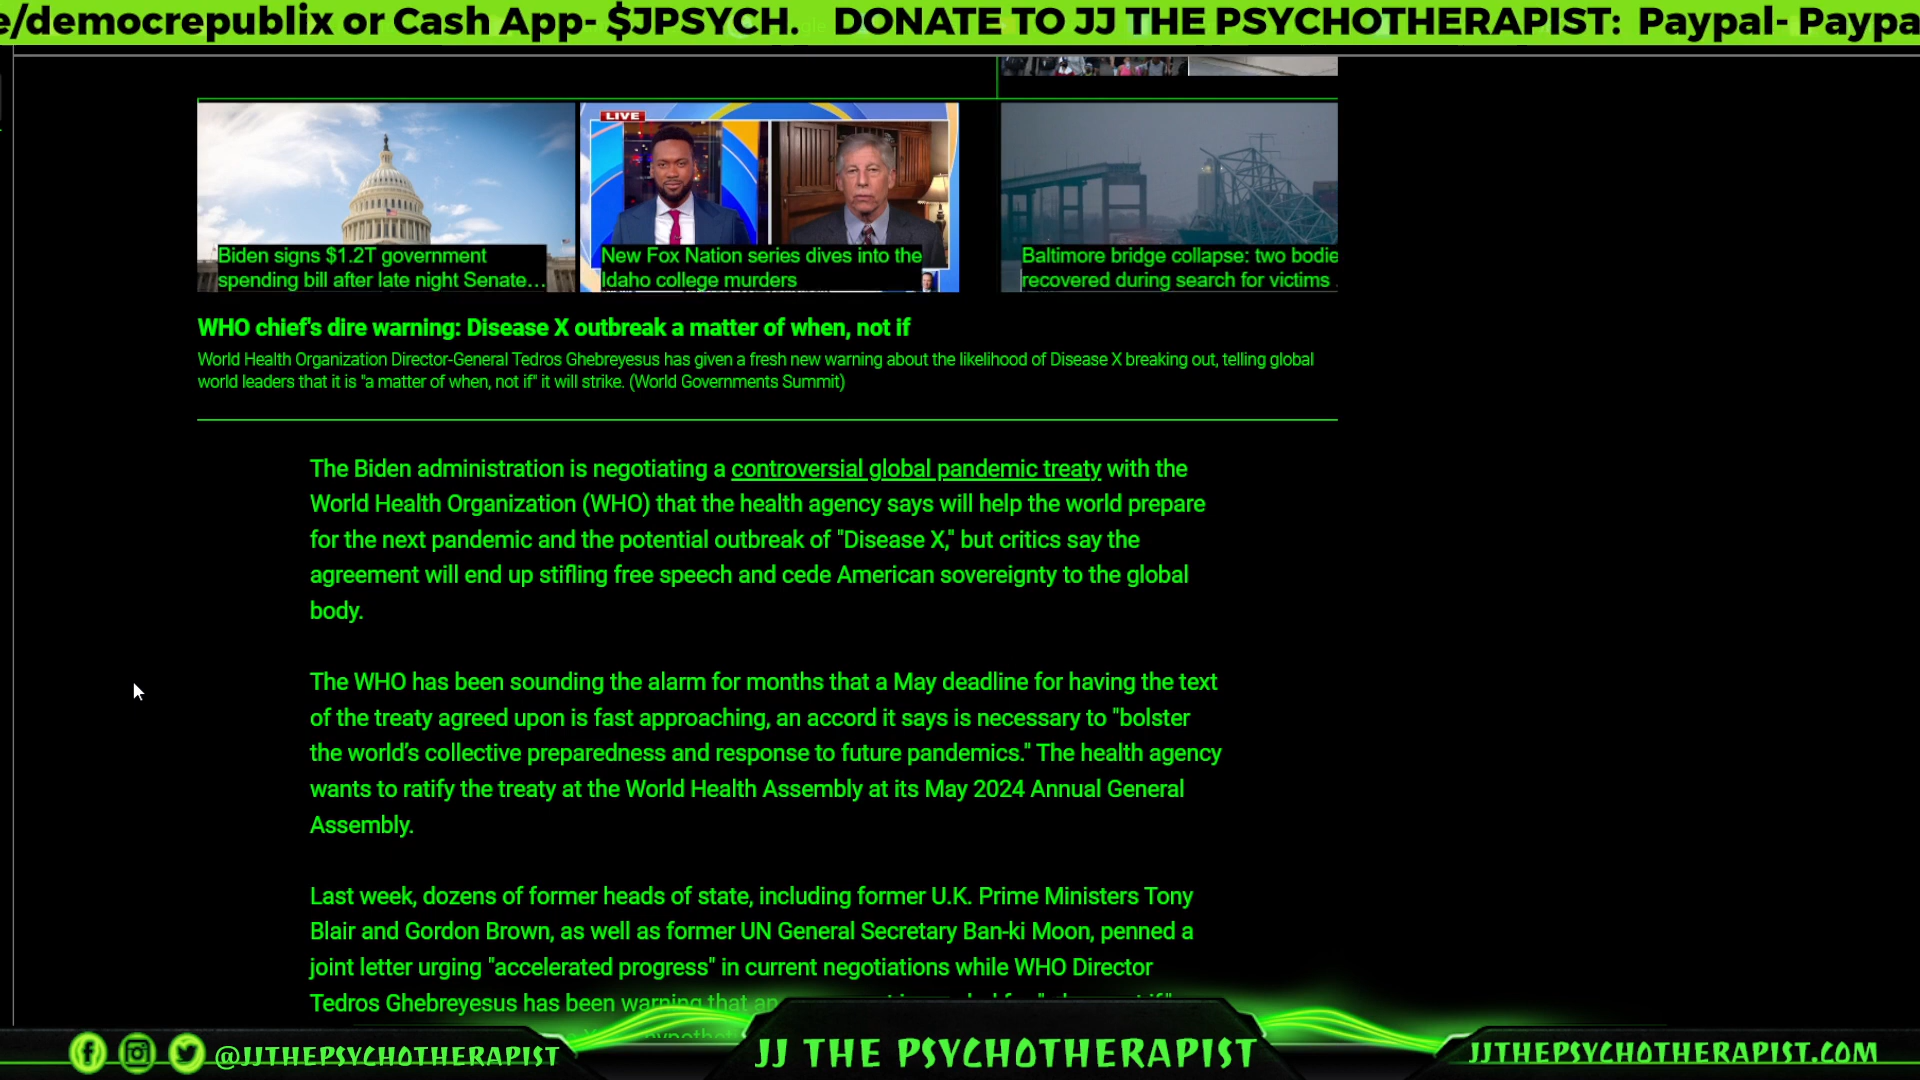 e/democrepublix or Cash App- $JPSYCH. DONATE TO JJ THE PSYCHOTHERAPIST: Paypal- Paypa
LIVE
Biden signs $1.2T government
spending bill after late night Senate...
New Fox Nation series dives into the
Idaho college murders
Baltimore bridge collapse: two bodie
recovered during search for victims .
WHO chief's dire warning: Disease X outbreak a matter of when, not if
World Health Organization Director-General Tedros Ghebreyesus has given a fresh new warning about the likelihood of Disease X breaking out, telling global
world leaders that it is "a matter of when, not if" it will strike. (World Governments Summit)
The Biden administration is negotiating a controversial global pandemic treaty with the
World Health Organization (WHO) that the health agency says will help the world prepare
for the next pandemic and the potential outbreak of "Disease X," but critics say the
agreement will end up stifling free speech and cede American sovereignty to the global
body.
The WHO has been sounding the alarm for months that a May deadline for having the text
of the treaty agreed upon is fast approaching, an accord it says is necessary to "bolster
the world’s collective preparedness and response to future pandemics." The health agency
wants to ratify the treaty at the World Health Assembly at its May 2024 Annual General
Assembly.
Last week, dozens of former heads of state, including former U.K. Prime Ministers Tony
Blair and Gordon Brown, as well as former UN General Secretary Ban-ki Moon, penned a
joint letter urging "accelerated progress" in current negotiations while WHO Director
Tedros Ghebreyesus has been warning that an
@JJTHEPSYCHOTHERAPIST
JJ THE PSYCHOTHERAPIST
JJTHEPSYCHOTHERAPIST.COM